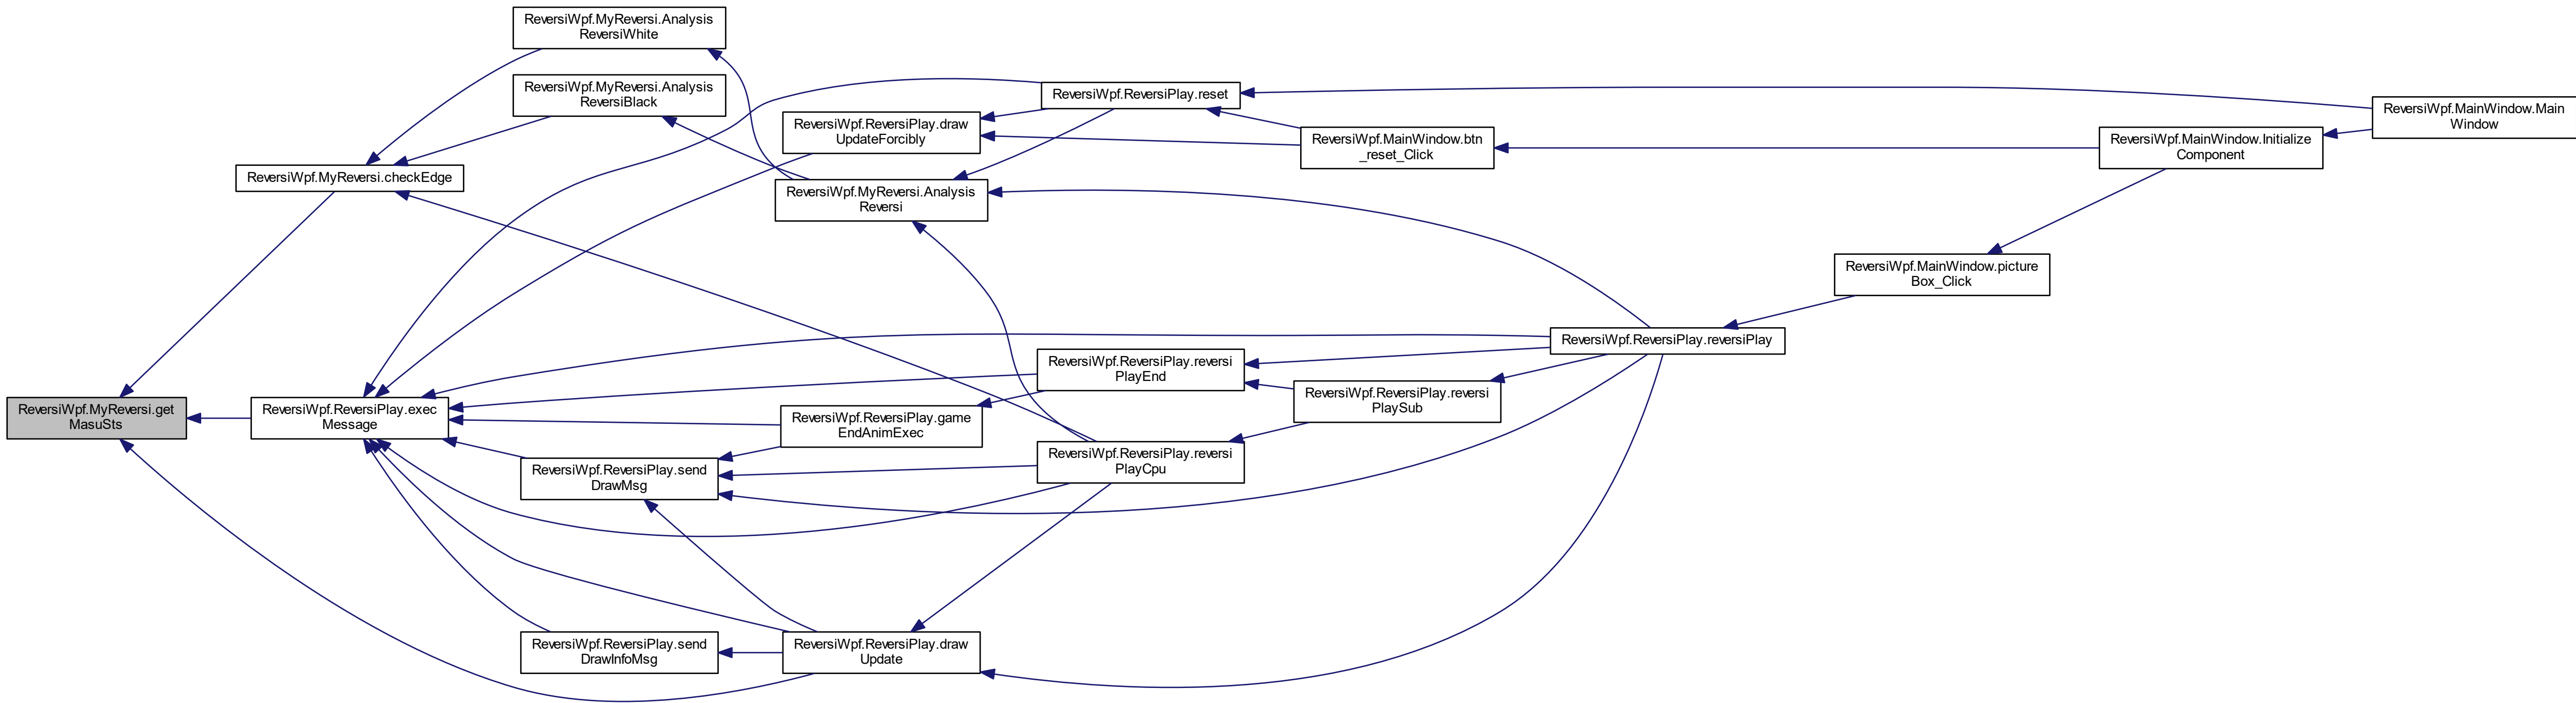 ReversiWpf.MyReversi.get
MasuSts
ReversiWpf.MyReversi.checkEdge
ReversiWpf.ReversiPlay.exec
Message
ReversiWpf.MyReversi.Analysis
ReversiWhite
ReversiWpf.MyReversi.Analysis
ReversiBlack
ReversiWpf.ReversiPlay.send
DrawMsg
ReversiWpf.ReversiPlay.send
DrawInfoMsg
ReversiWpf.ReversiPlay.draw
UpdateForcibly
ReversiWpf.MyReversi.Analysis
Reversi
ReversiWpf.ReversiPlay.game
EndAnimExec
ReversiWpf.ReversiPlay.draw
Update
ReversiWpf.ReversiPlay.reset
ReversiWpf.ReversiPlay.reversi
PlayEnd
ReversiWpf.ReversiPlay.reversi
PlayCpu
ReversiWpf.MainWindow.btn
_reset_Click
ReversiWpf.ReversiPlay.reversi
PlaySub
ReversiWpf.ReversiPlay.reversiPlay
ReversiWpf.MainWindow.picture
Box_Click
ReversiWpf.MainWindow.Initialize
Component
ReversiWpf.MainWindow.Main
Window